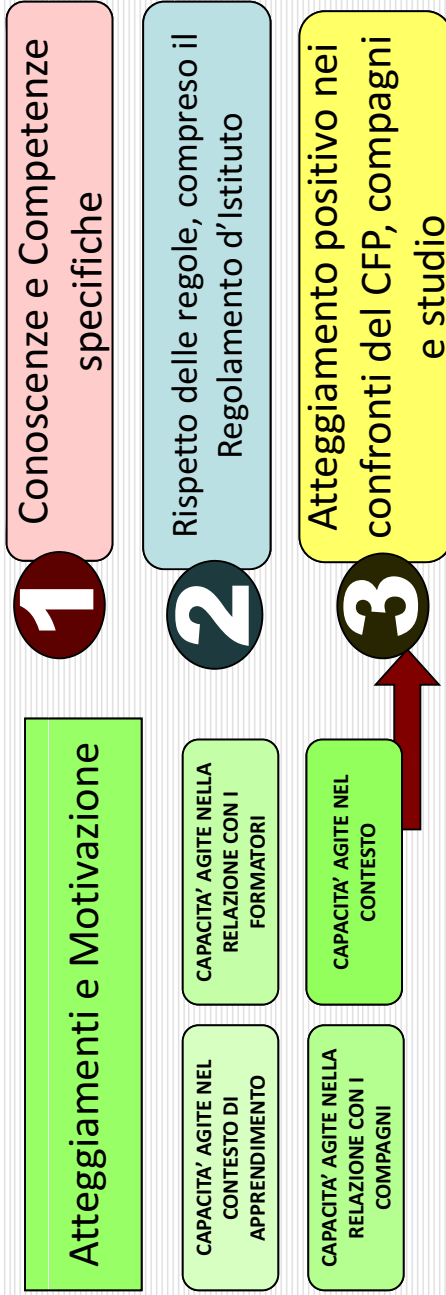 Atteggiamenti e Motivazione
CAPACITA’ AGITE NEL
CONTESTO DI
APPRENDIMENTO
CAPACITA’ AGITE NELLA
RELAZIONE CON I
FORMATORI
CAPACITA’ AGITE NELLA
RELAZIONE CON I
COMPAGNI
CAPACITA’ AGITE NEL
CONTESTO
1
Conoscenze e Competenze
specifiche
2
Rispetto delle regole, compreso il
Regolamento d’Istituto
3
Atteggiamento positivo nei
confronti del CFP, compagni
e studio